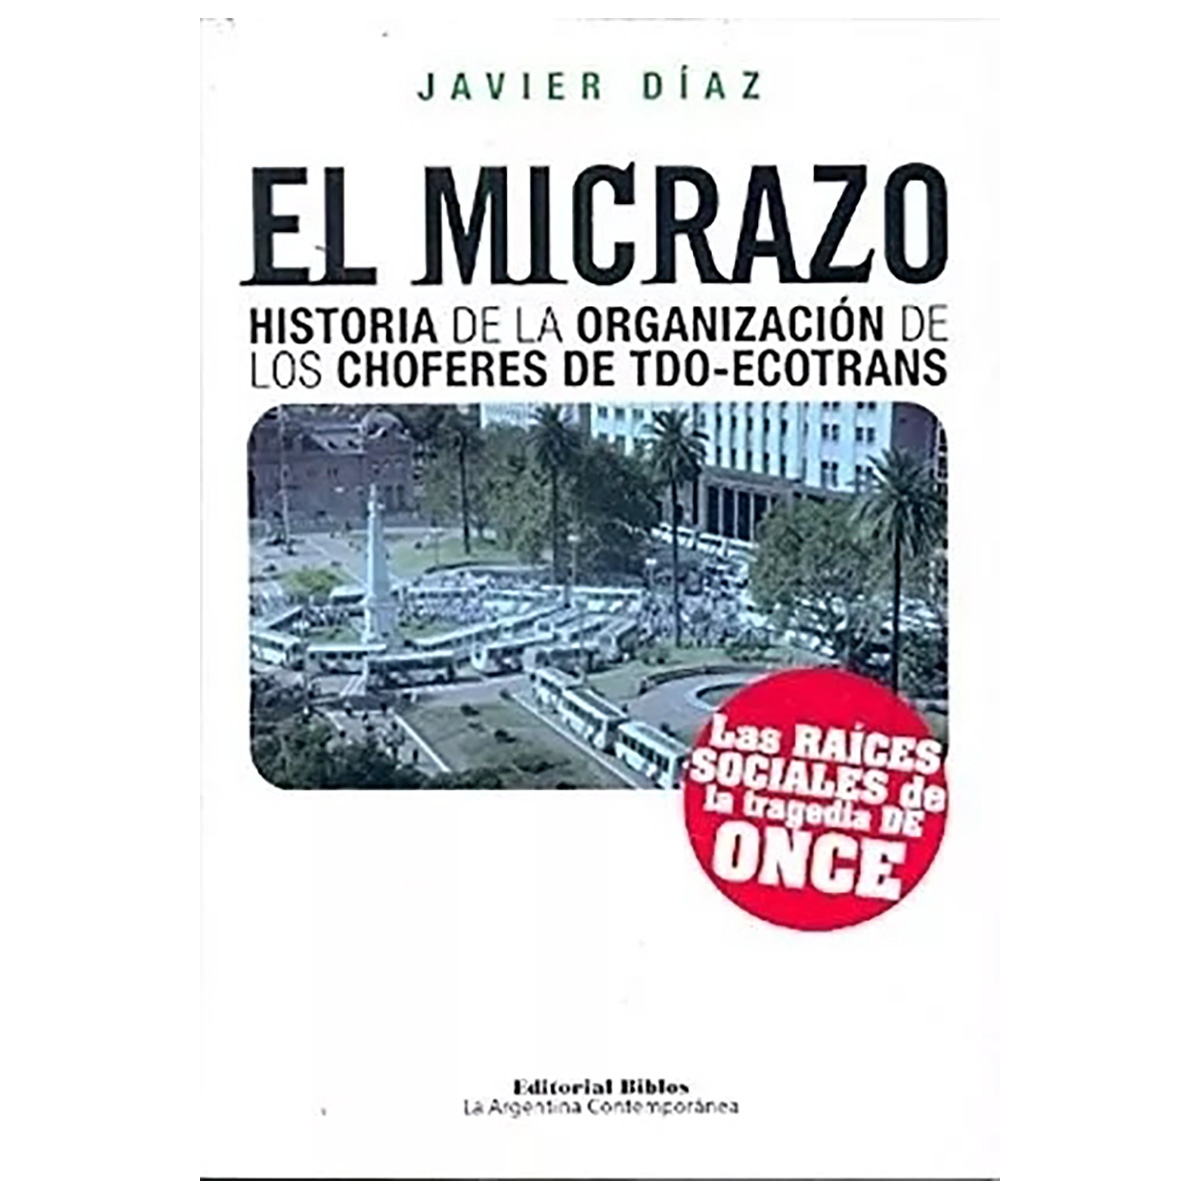 JAVIER DÍAZ
EL MICRAZO
HISTORIA DE LA ORGANIZACIÓN DE
LOS CHOFERES DE TDO-ECOTRANS
Las RAÍCES
SOCIALES de
la tragedia DE
ONCE
Editorial Biblos
La Argentina Contemporánea